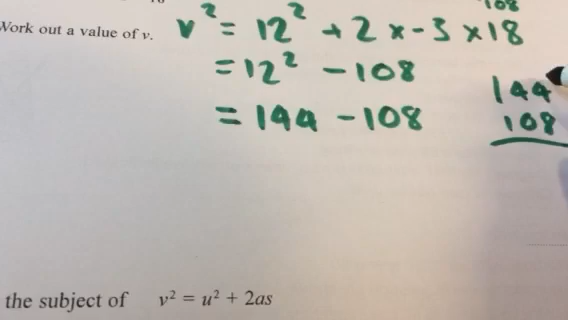 108
Work out a value of v. v² = 12² + 2 × -3 × 18
= 12² - 108
= 144 - 108
144
108
the subject of v² = u² + 2as